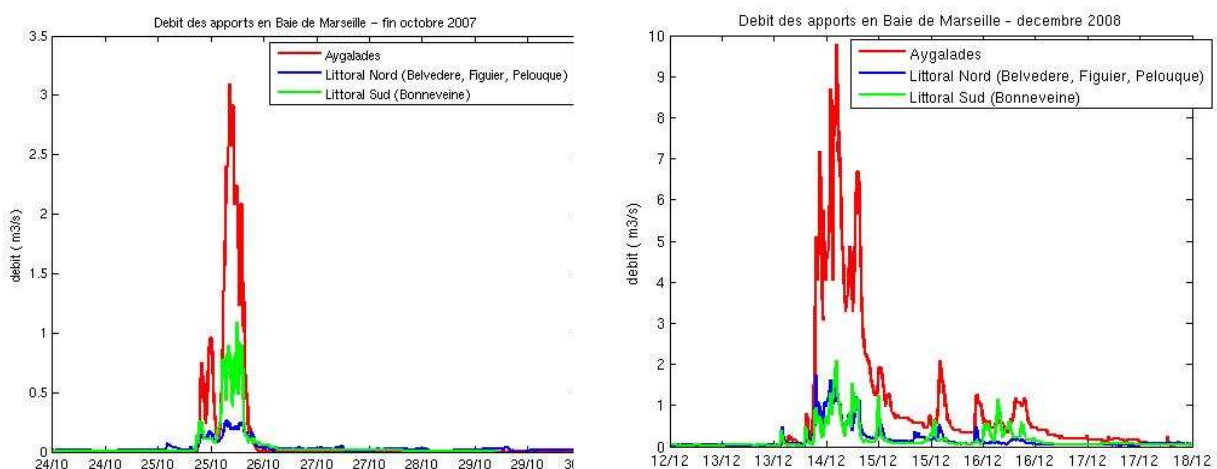 Debit des apports en Baie de Marseille - fin octobre 2007
3.5
3
2.5
2
1.5
1
0.5
0
debit ( m3/s)
Aygalades
Littoral Nord (Belvedere, Figuier, Pelouque)
Littoral Sud (Bonneveine)
24/10 24/10 25/10 25/10 26/10 26/10 27/10 27/10 28/10 29/10 30
Debit des apports en Baie de Marseille - decembre 2008
10
9
8
7
6
5
4
3
2
1
0
debit ( m3/s)
Aygalades
Littoral Nord (Belvedere, Figuier, Pelouque)
Littoral Sud (Bonneveine)
12/12 13/12 13/12 14/12 15/12 15/12 16/12 16/12 17/12 17/12 18/12